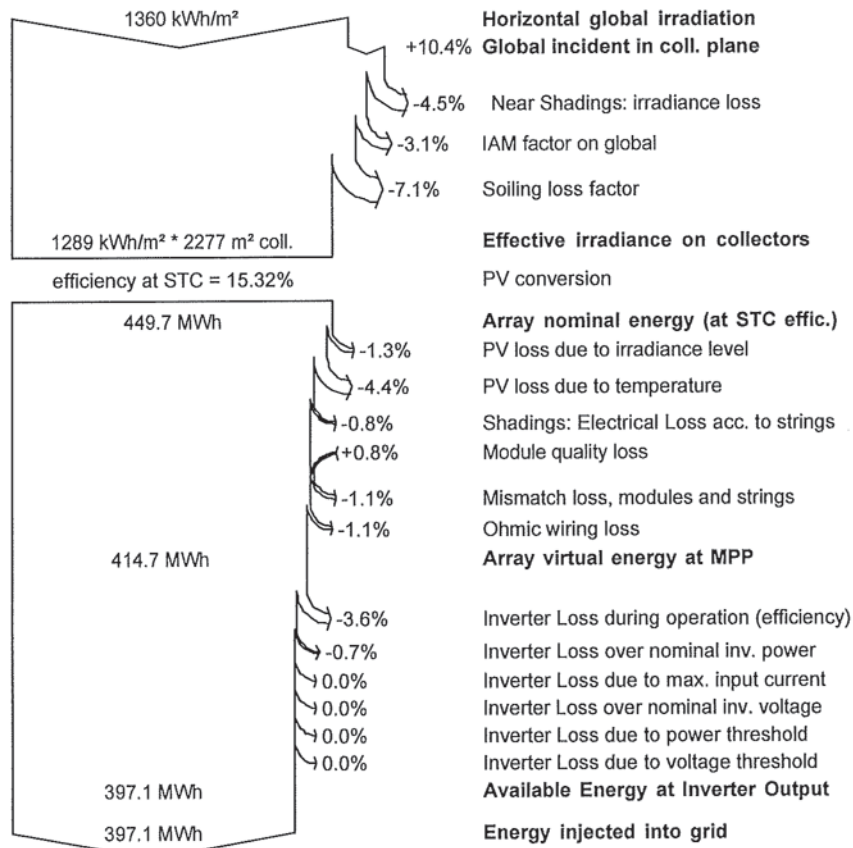 1360 kWh/m² Horizontal global irradiation
+10.4% Global incident in coll. plane
-4.5% Near Shadings: irradiance loss
-3.1% IAM factor on global
-7.1% Soiling loss factor
1289 kWh/m² * 2277 m² coll. Effective irradiance on collectors
efficiency at STC = 15.32% PV conversion
449.7 MWh Array nominal energy (at STC effic.)
-1.3% PV loss due to irradiance level
-4.4% PV loss due to temperature
-0.8% Shadings: Electrical Loss acc. to strings
+0.8% Module quality loss
-1.1% Mismatch loss, modules and strings
-1.1% Ohmic wiring loss
414.7 MWh Array virtual energy at MPP
-3.6% Inverter Loss during operation (efficiency)
-0.7% Inverter Loss over nominal inv. power
0.0% Inverter Loss due to max. input current
0.0% Inverter Loss over nominal inv. voltage
0.0% Inverter Loss due to power threshold
0.0% Inverter Loss due to voltage threshold
397.1 MWh Available Energy at Inverter Output
397.1 MWh Energy injected into grid